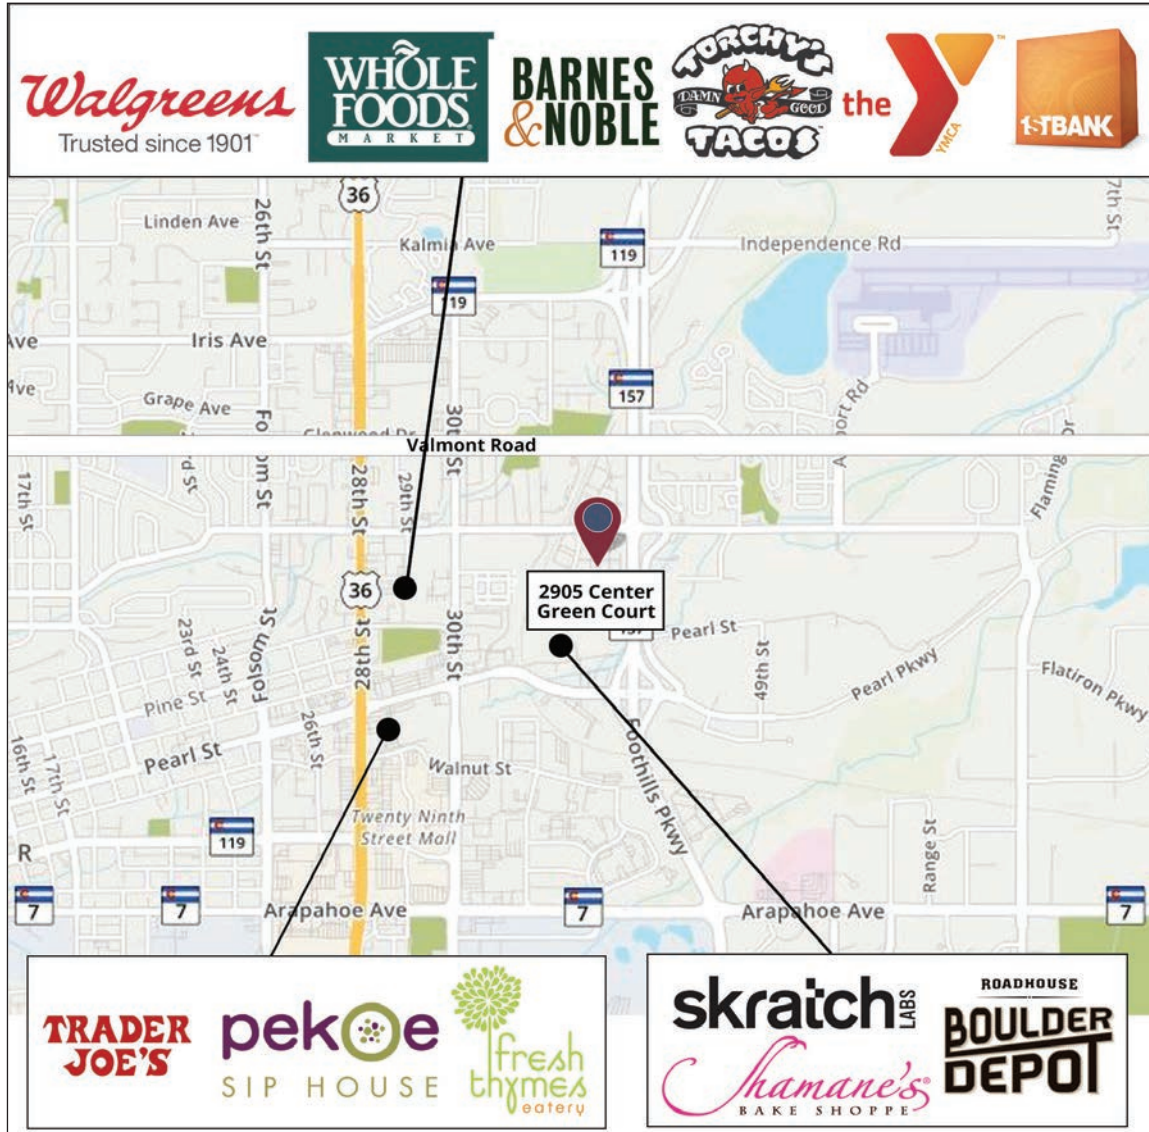 Walgreens
Trusted since 1901™
WHOLE
FOODS
MARKET
BARNES
& NOBLE
TORCHY'S
DAMN GOOD
TACOS
the
YMCA
1STBANK
36
Linden Ave
26th St
Kalmia Ave
119
Independence Rd
7th St
119
Ave
Iris Ave
Ave
Grape Ave
157
30th St
Valmont Road
17th St
28th St
29th St
36
2905 Center
Green Court
Pearl St
23rd St
24th St
Folsom St
28th St
30th St
49th St
Pearl Pkwy
Flatiron Pkwy
Pine St
26th St
Pearl St
16th St
17th St
Walnut St
Foothills Pkwy
Twenty Ninth
Street Mall
119
R
Range St
7
7
Arapahoe Ave
7
Arapahoe Ave
7
TRADER
JOE'S
pekoe
SIP HOUSE
fresh
thymes
eatery
skratch
LABS
Shamane's®
BAKE SHOPPE
ROADHOUSE
BOULDER
DEPOT